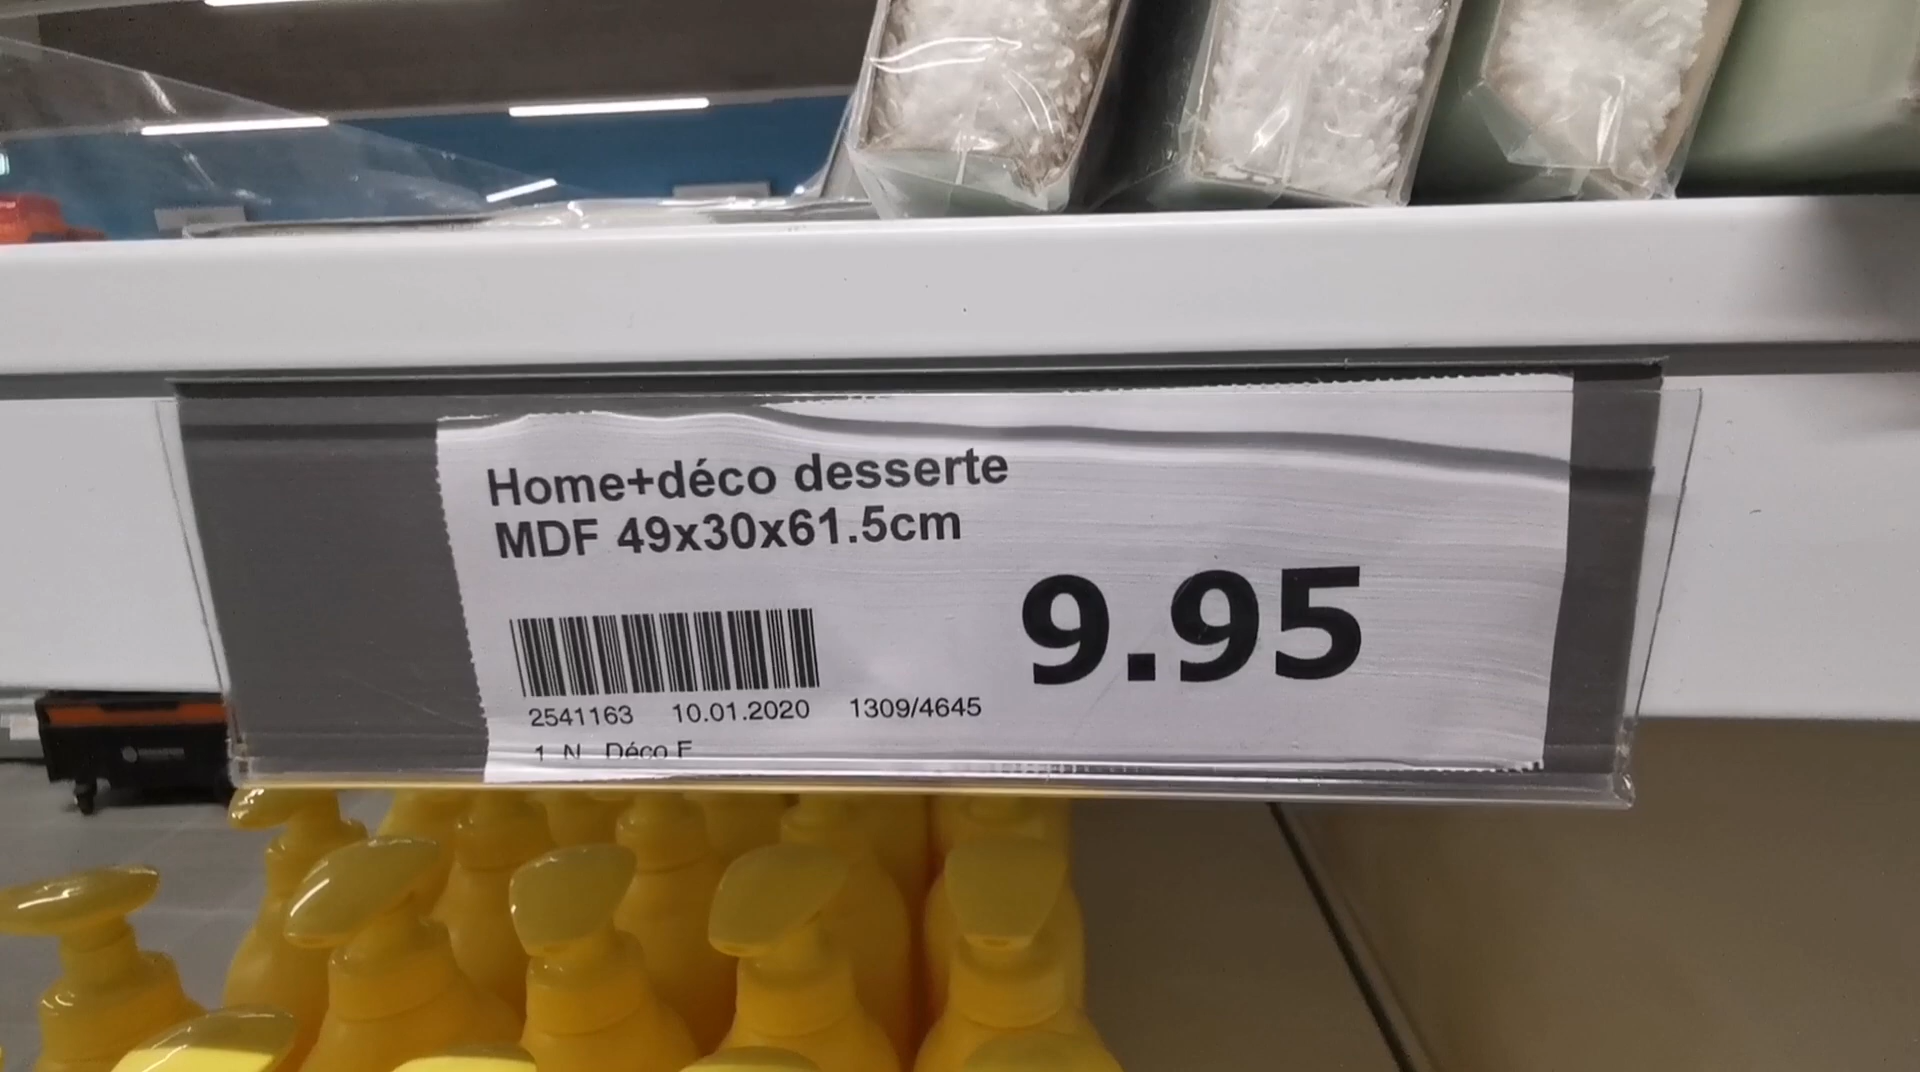 Home+déco desserte
MDF 49x30x61.5cm
9.95
2541163 10.01.2020 1309/4645
1 N Déco F